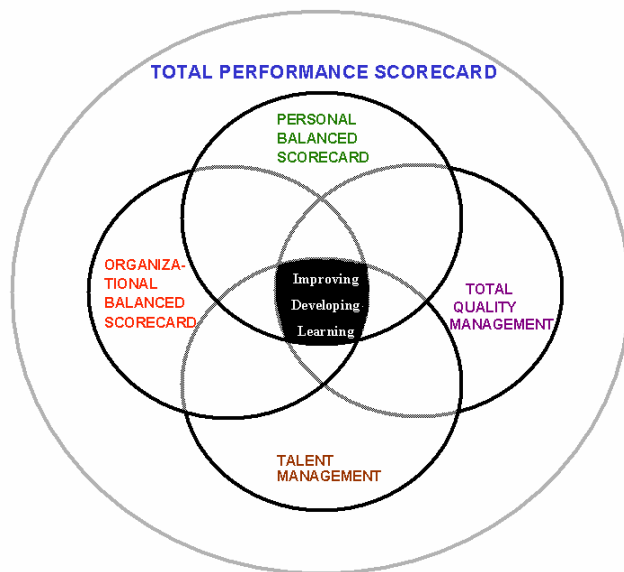 TOTAL PERFORMANCE SCORECARD
PERSONAL
BALANCED
SCORECARD
ORGANIZA-
TIONAL
BALANCED
SCORECARD
Improving
Developing
Learning
TOTAL
QUALITY
MANAGEMENT
TALENT
MANAGEMENT